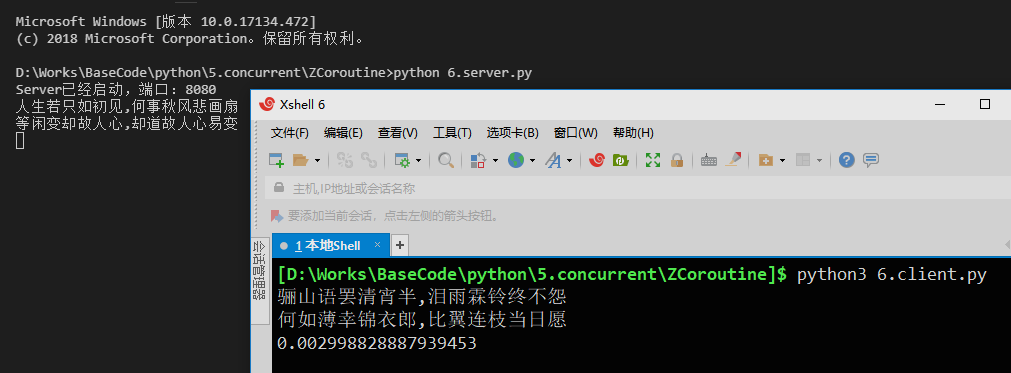 Microsoft Windows [版本 10.0.17134.472]
(c) 2018 Microsoft Corporation。保留所有权利。
D:\Works\BaseCode\python\5.concurrent\ZCoroutine>python 6.server.py
Server已经启动，端口：8080
人生若只如初见,何事秋风悲画扇
等闲变却故人心,却道故人心易变
Xshell 6
文件(F) 编辑(E) 查看(V) 工具(T) 选项卡(B) 窗口(W) 帮助(H)
主机,IP地址或会话名称
要添加当前会话，点击左侧的箭头按钮。
会话管理器
1 本地Shell × +
[D:\Works\BaseCode\python\5.concurrent\ZCoroutine]$ python3 6.client.py
骊山语罢清宵半,泪雨霖铃终不怨
何如薄幸锦衣郎,比翼连枝当日愿
0.002998828887939453